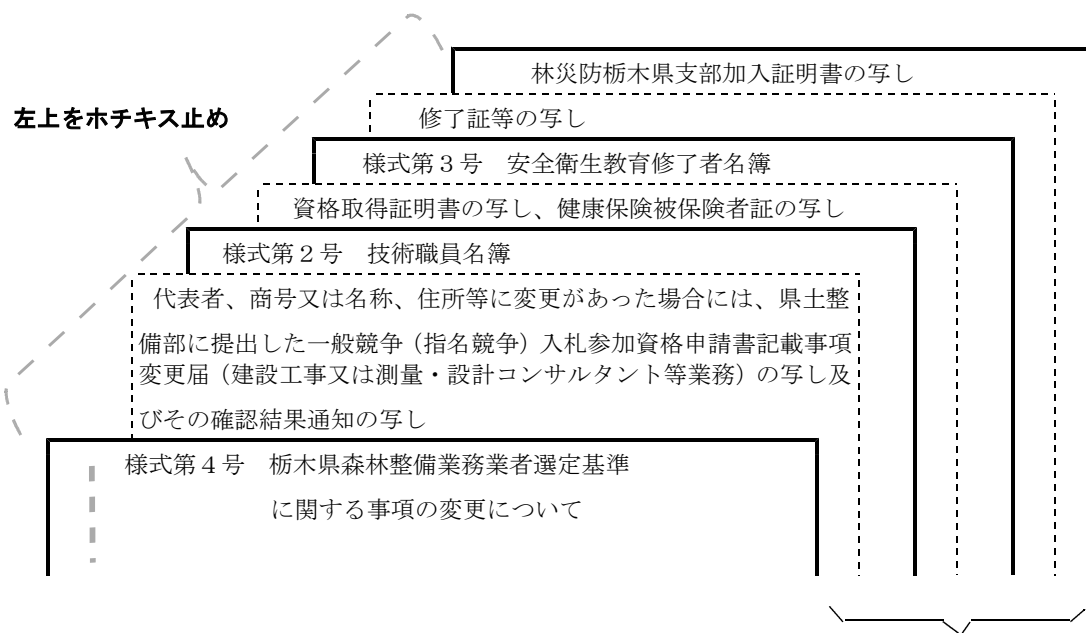 林災防栃木県支部加入証明書の写し
左上をホチキス止め
修了証等の写し
様式第３号　安全衛生教育修了者名簿
資格取得証明書の写し、健康保険被保険者証の写し
様式第２号　技術職員名簿
代表者、商号又は名称、住所等に変更があった場合には、県土整
備部に提出した一般競争（指名競争）入札参加資格申請書記載事項
変更届（建設工事又は測量・設計コンサルタント等業務）の写し及
びその確認結果通知の写し
様式第４号　栃木県森林整備業務業者選定基準
に関する事項の変更について